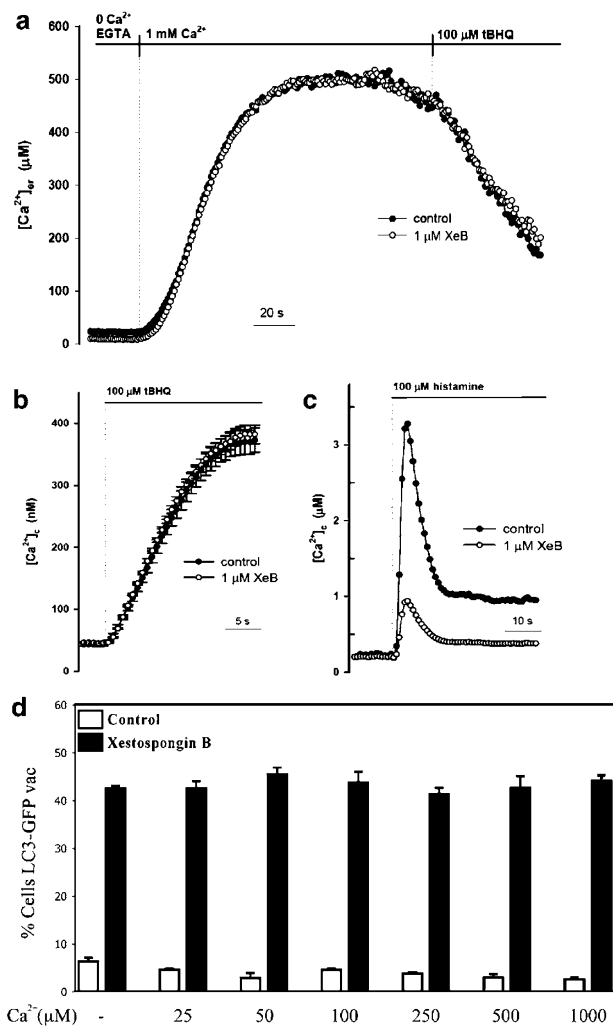 a
0 Ca²⁺
EGTA
1 mM Ca²⁺
100 µM tBHQ
600
500
400
300
200
100
0
[Ca²⁺]er (µM)
control
1 µM XeB
20 s
b
100 µM tBHQ
400
300
200
100
0
[Ca²⁺]c (nM)
control
1 µM XeB
5 s
c
100 µM histamine
3
2
1
0
[Ca²⁺]c (µM)
control
1 µM XeB
10 s
d
Control
Xestospongin B
60
50
40
30
20
10
0
% Cells LC3-GFP vac
Ca²⁻(µM) - 25 50 100 250 500 1000